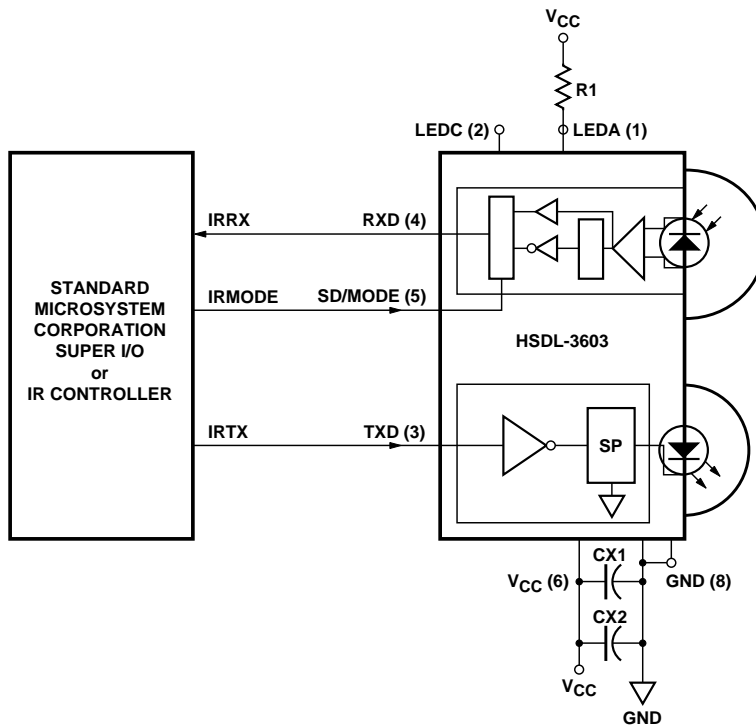 VCC
R1
LEDC (2)
LEDA (1)
IRRX
RXD (4)
STANDARD
MICROSYSTEM
CORPORATION
SUPER I/O
or
IR CONTROLLER
IRMODE
SD/MODE (5)
HSDL-3603
IRTX
TXD (3)
SP
CX1
VCC (6)
GND (8)
CX2
VCC
GND